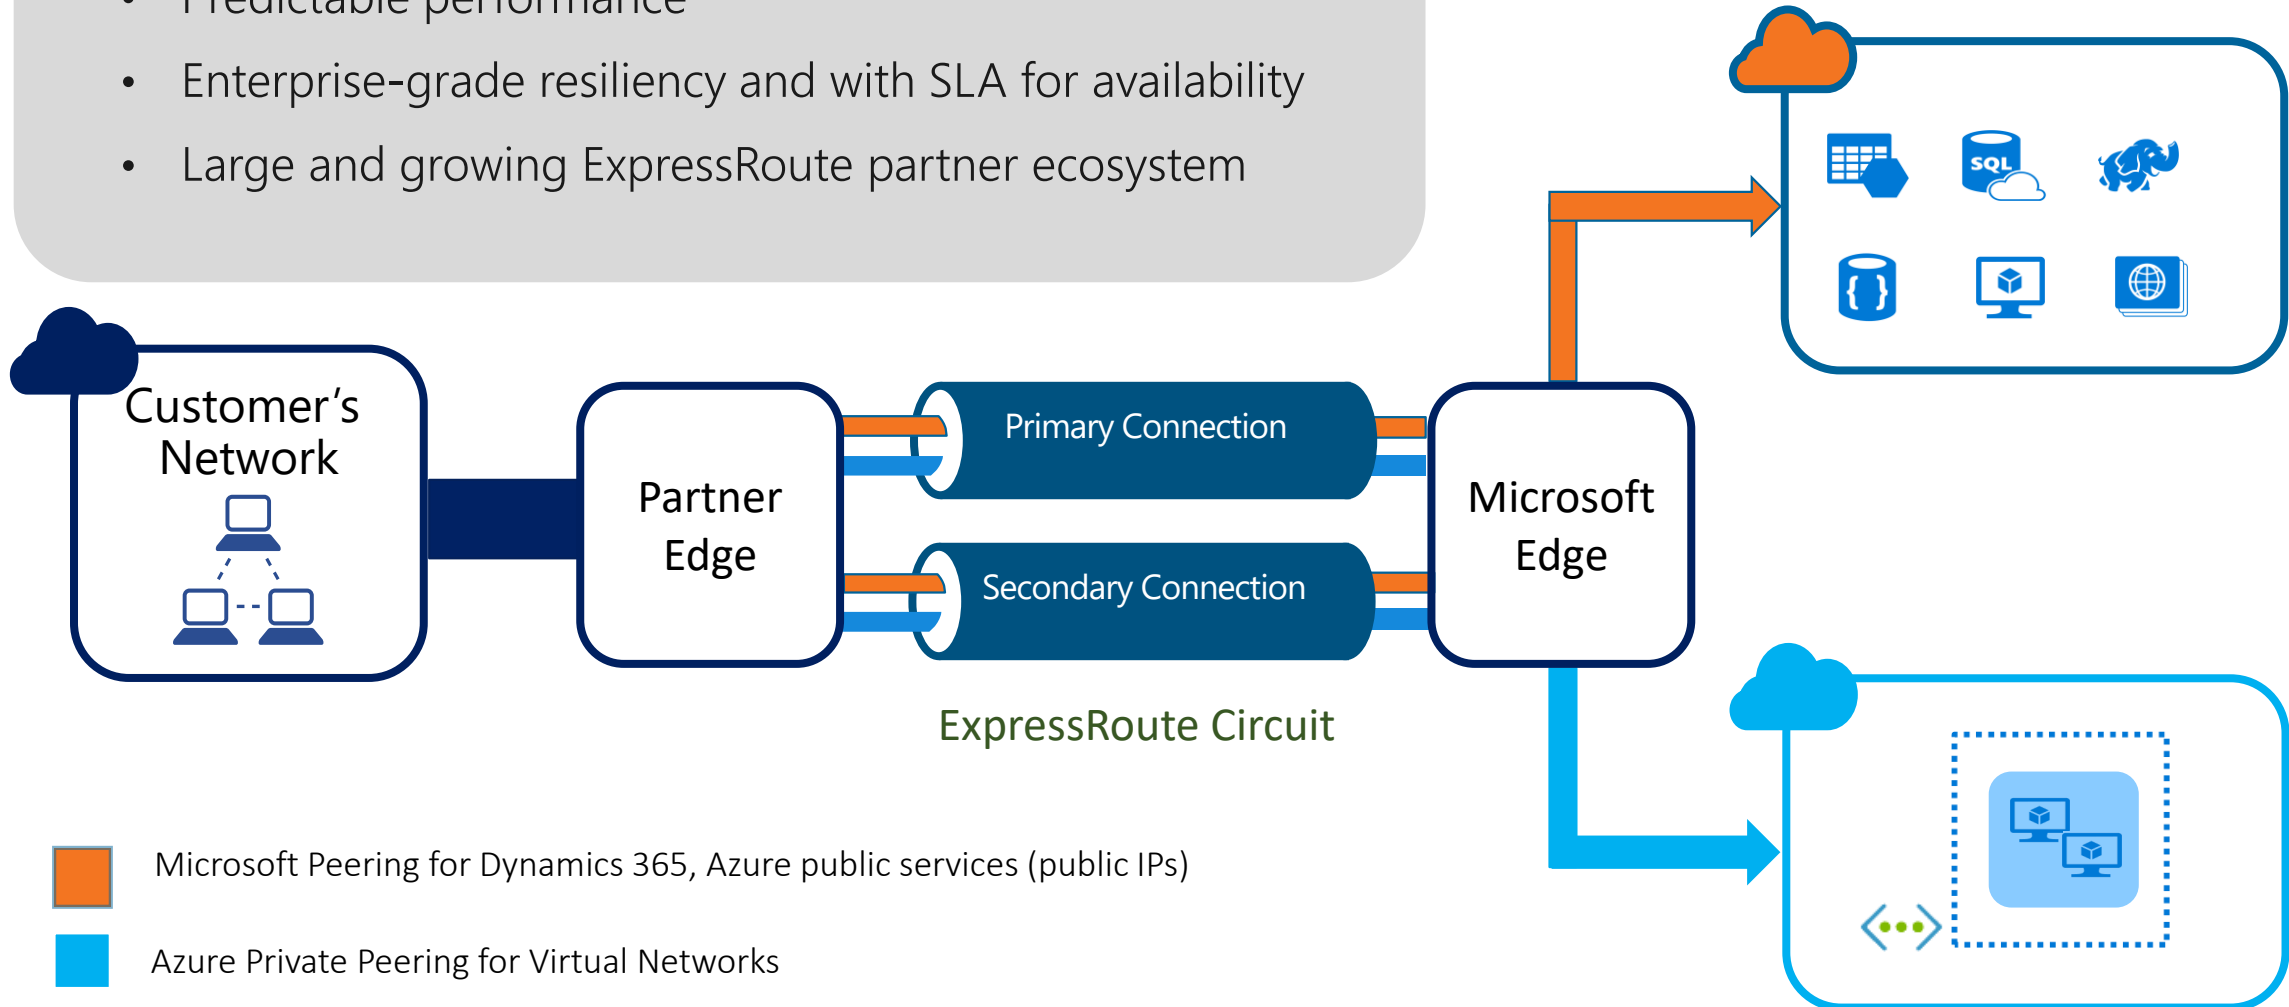 • Predictable performance
• Enterprise-grade resiliency and with SLA for availability
• Large and growing ExpressRoute partner ecosystem
SQL
{ }
Customer’s
Network
Partner
Edge
Primary Connection
Secondary Connection
Microsoft
Edge
ExpressRoute Circuit
Microsoft Peering for Dynamics 365, Azure public services (public IPs)
Azure Private Peering for Virtual Networks